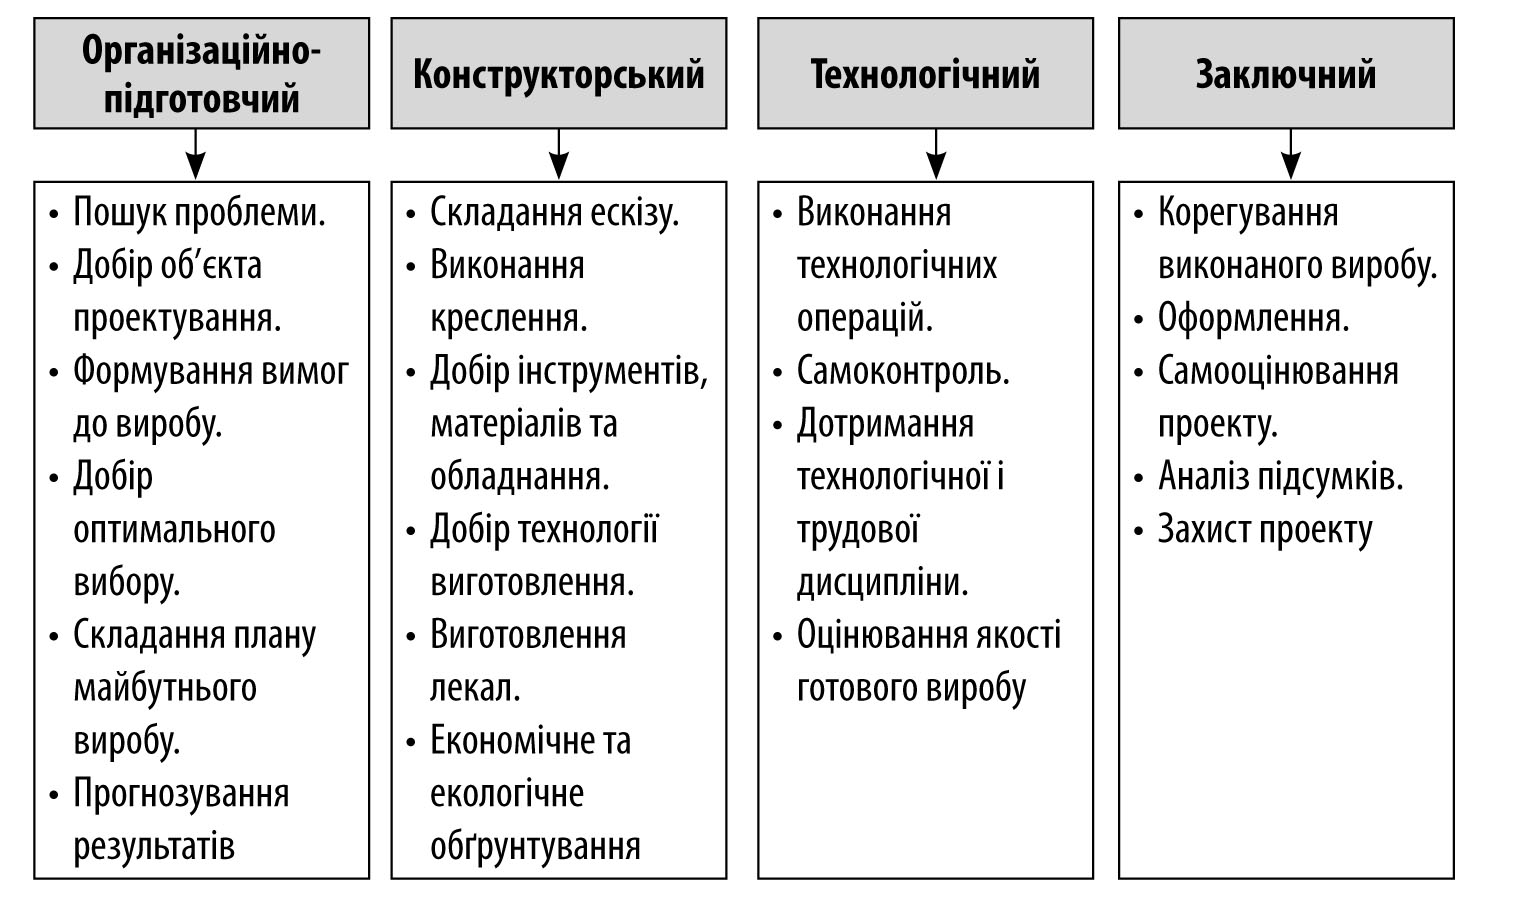 Організаційно-
підготовчий
Конструкторський
Технологічний
Заключний
• Пошук проблеми.
• Добір об’єкта
проектування.
• Формування вимог
до виробу.
• Добір
оптимального
вибору.
• Складання плану
майбутнього
виробу.
• Прогнозування
результатів
• Складання ескізу.
• Виконання
креслення.
• Добір інструментів,
матеріалів та
обладнання.
• Добір технології
виготовлення.
• Виготовлення
лекал.
• Економічне та
екологічне
обґрунтування
• Виконання
технологічних
операцій.
• Самоконтроль.
• Дотримання
технологічної і
трудової
дисципліни.
• Оцінювання якості
готового виробу
• Корегування
виконаного виробу.
• Оформлення.
• Самооцінювання
проекту.
• Аналіз підсумків.
• Захист проекту